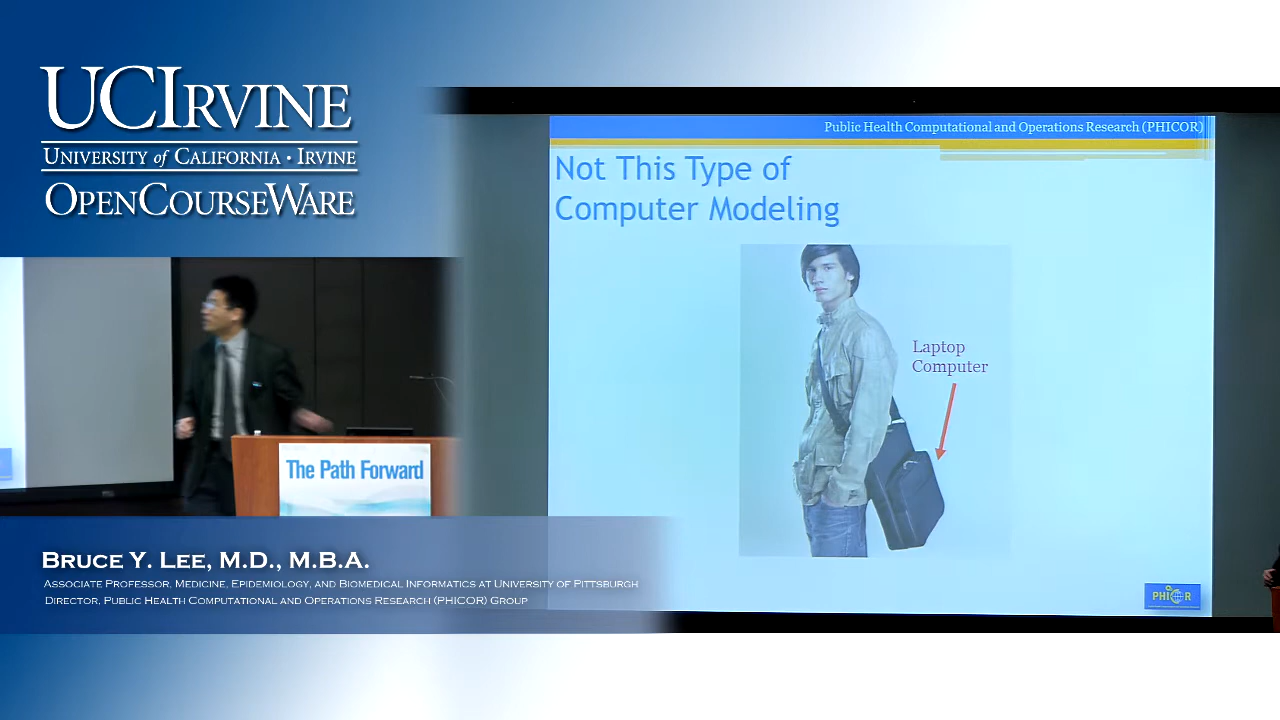 UCIRVINE
UNIVERSITY of CALIFORNIA · IRVINE
OPENCOURSEWARE
Public Health Computational and Operations Research (PHICOR)
Not This Type of
Computer Modeling
Laptop
Computer
The Path Forward
PHICOR
BRUCE Y. LEE, M.D., M.B.A.
ASSOCIATE PROFESSOR, MEDICINE, EPIDEMIOLOGY, AND BIOMEDICAL INFORMATICS AT UNIVERSITY OF PITTSBURGH
DIRECTOR, PUBLIC HEALTH COMPUTATIONAL AND OPERATIONS RESEARCH (PHICOR) GROUP